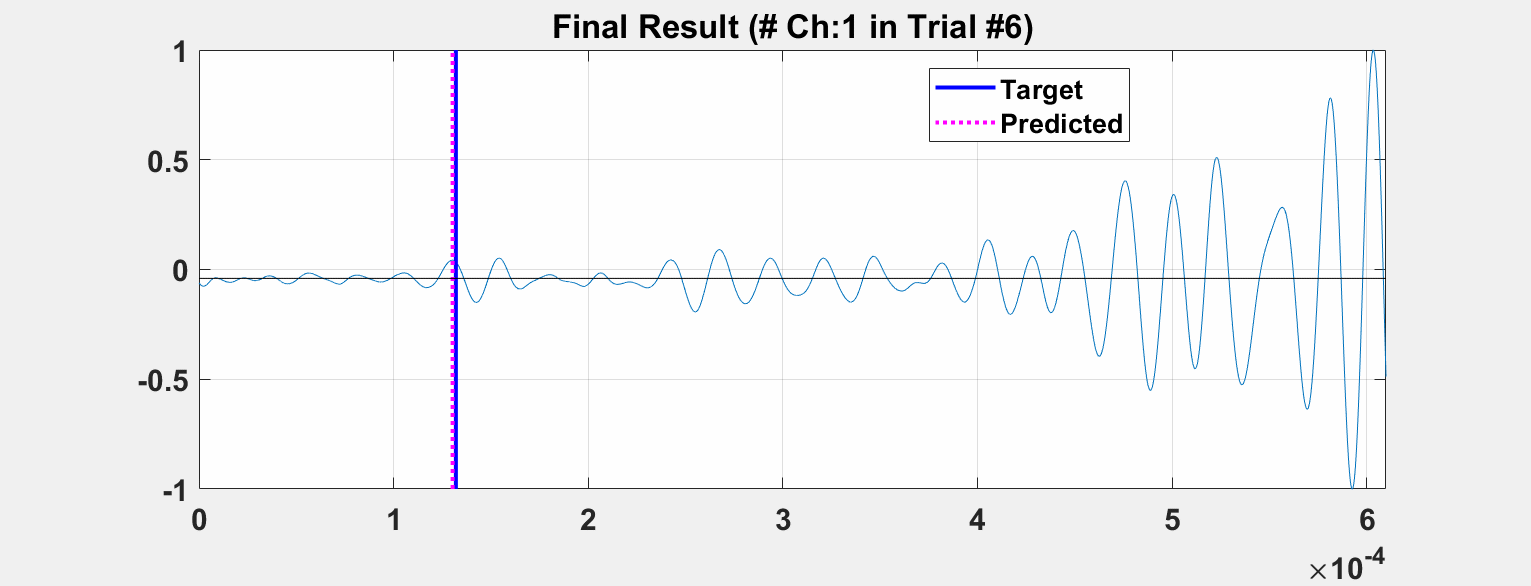 Final Result (# Ch:1 in Trial #6)
1
0.5
0
-0.5
-1
Target
Predicted
0 1 2 3 4 5 6
×10-4